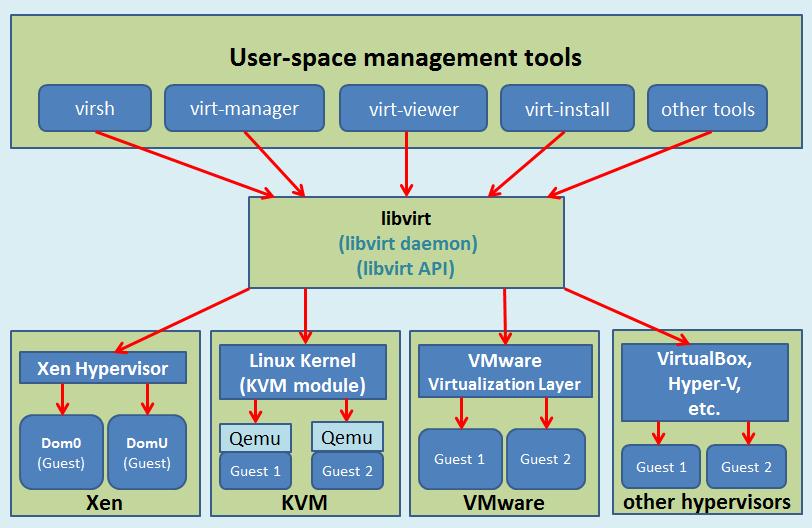 User-space management tools
virsh
virt-manager
virt-viewer
virt-install
other tools
libvirt
(libvirt daemon)
(libvirt API)
Xen Hypervisor
Dom0
(Guest)
DomU
(Guest)
Xen
Linux Kernel
(KVM module)
Qemu
Guest 1
Qemu
Guest 2
KVM
VMware
Virtualization Layer
Guest 1
Guest 2
VMware
VirtualBox,
Hyper-V,
etc.
Guest 1
Guest 2
other hypervisors